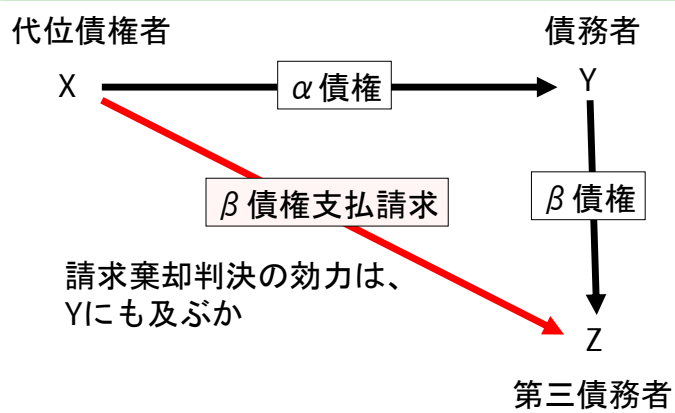 代位債権者
債務者
X
α債権
Y
β債権支払請求
β債権
請求棄却判決の効力は、
Yにも及ぶか
Z
第三債務者